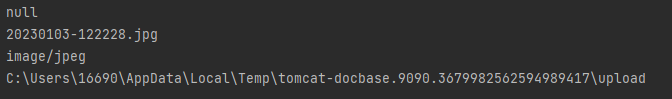 null
20230103-122228.jpg
image/jpeg
C:\Users\16690\AppData\Local\Temp\tomcat-docbase.9090.3679982562594989417\upload